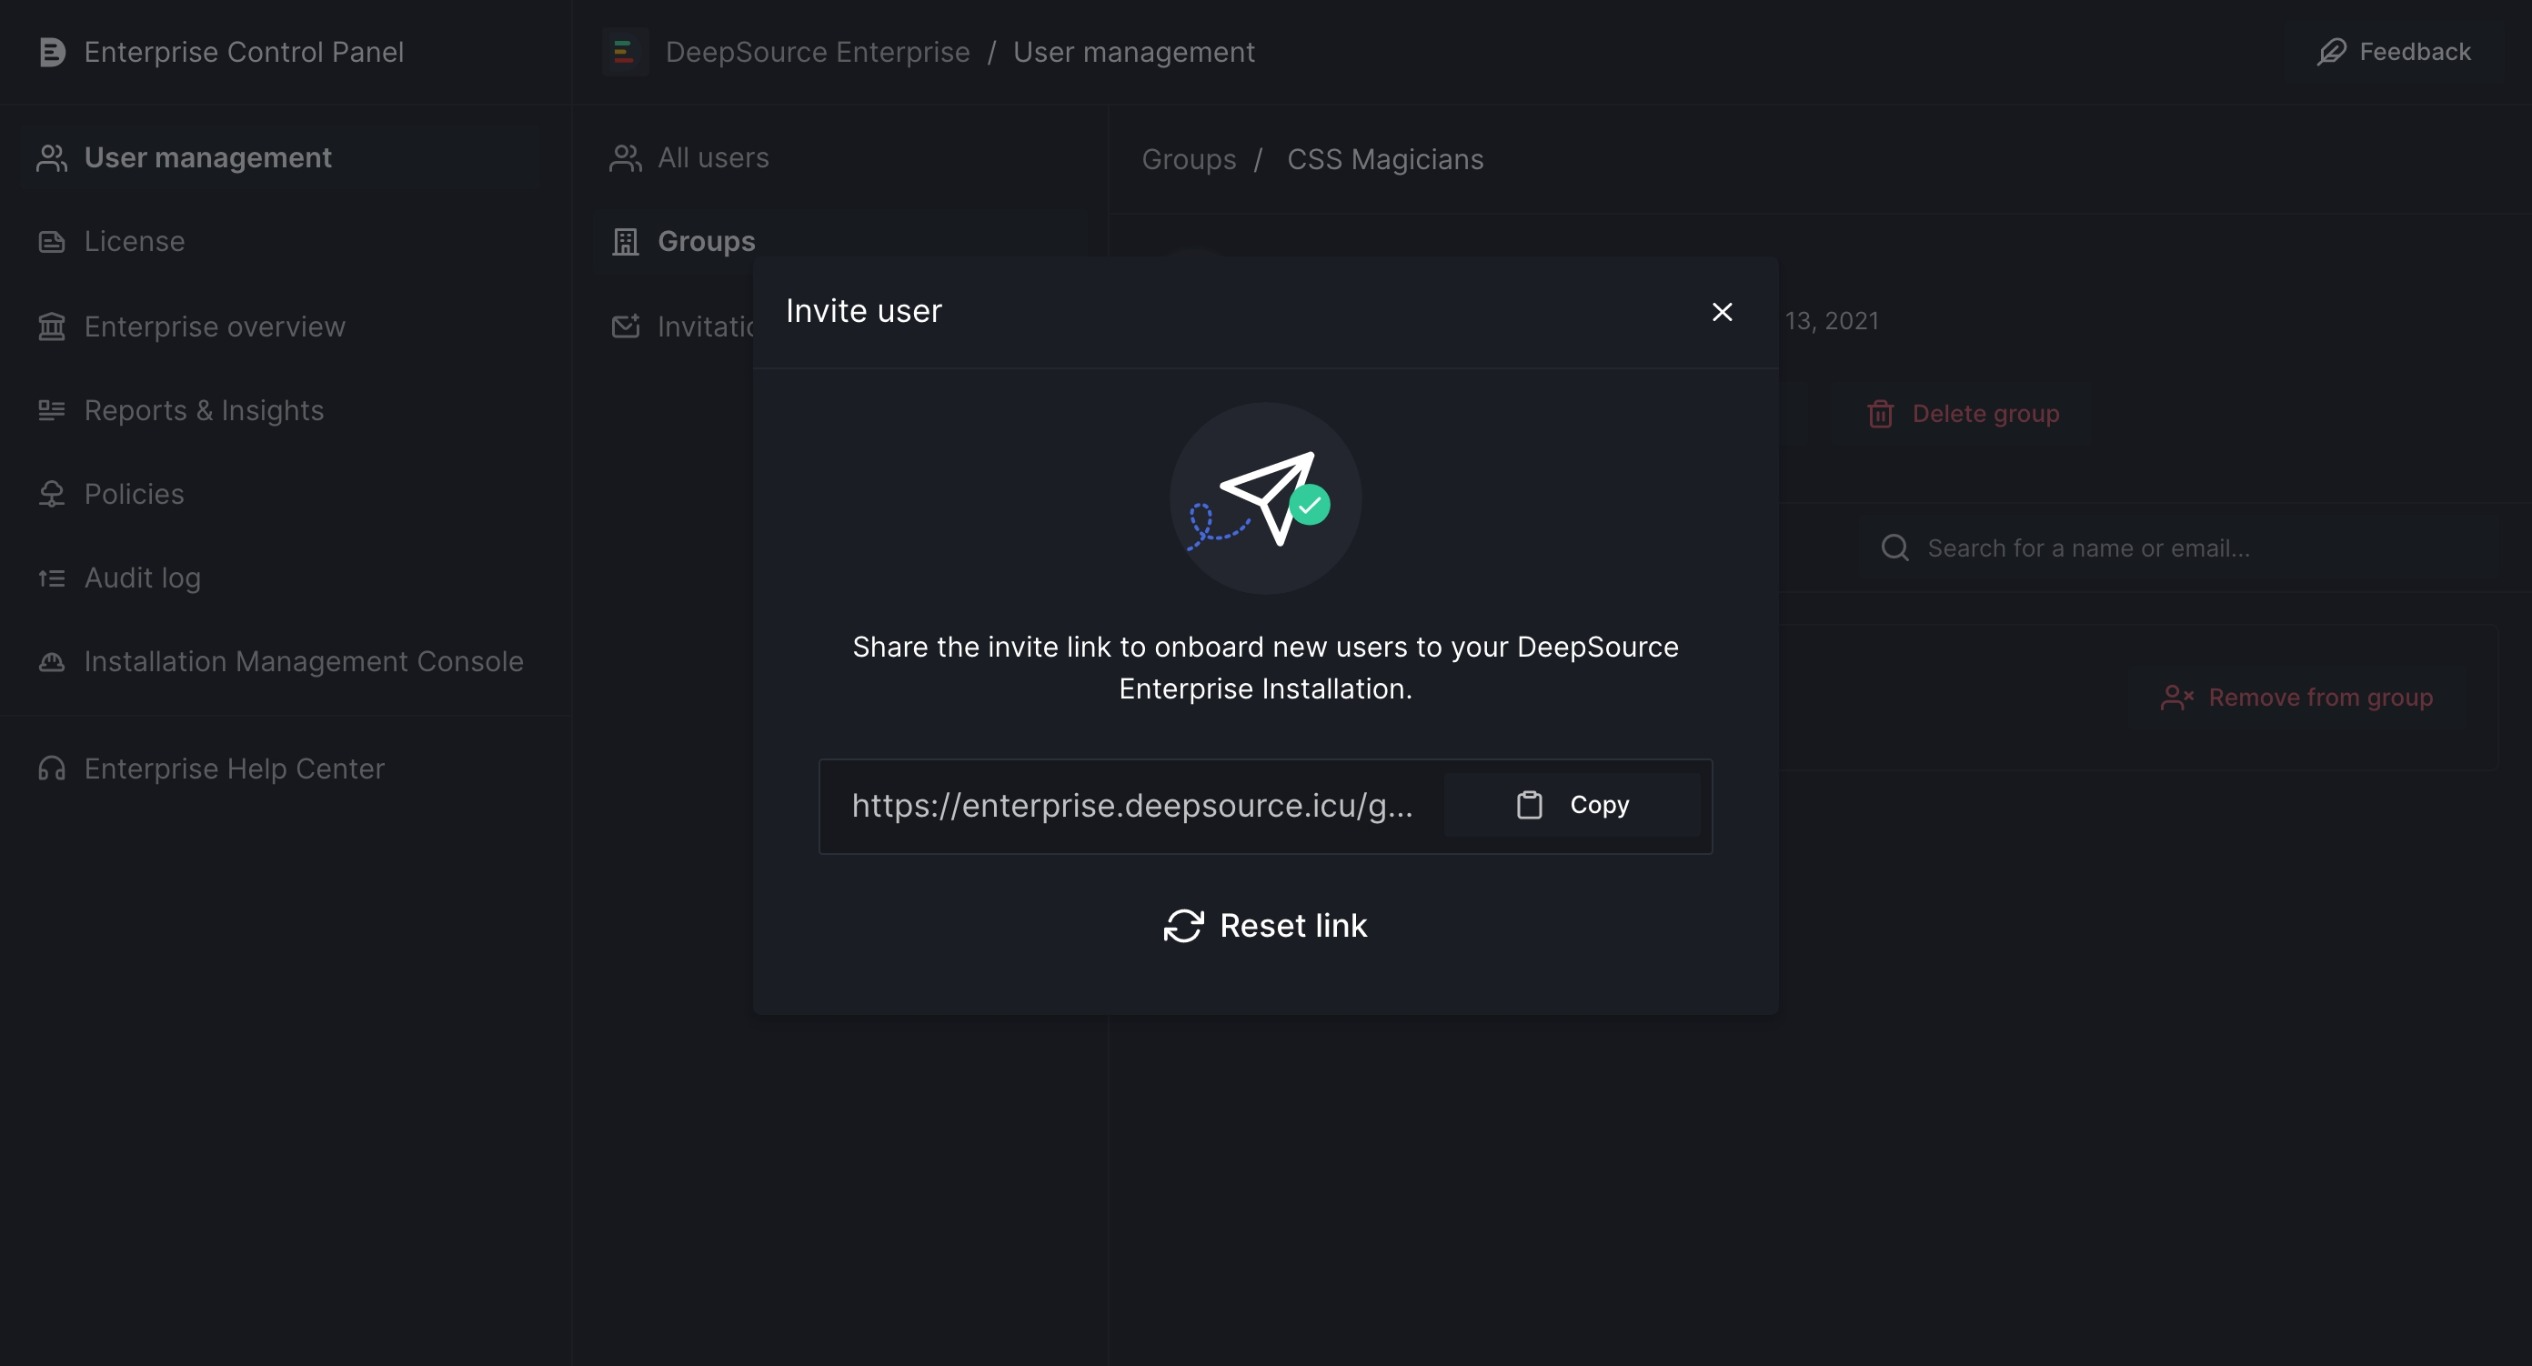 Enterprise Control Panel
DeepSource Enterprise / User management
Feedback
User management
License
Enterprise overview
Reports & Insights
Policies
Audit log
Installation Management Console
Enterprise Help Center
All users
Groups
Groups / CSS Magicians
13, 2021
Delete group
Search for a name or email...
Remove from group
Invite user
Share the invite link to onboard new users to your DeepSource
Enterprise Installation.
https://enterprise.deepsource.icu/g...
Copy
Reset link